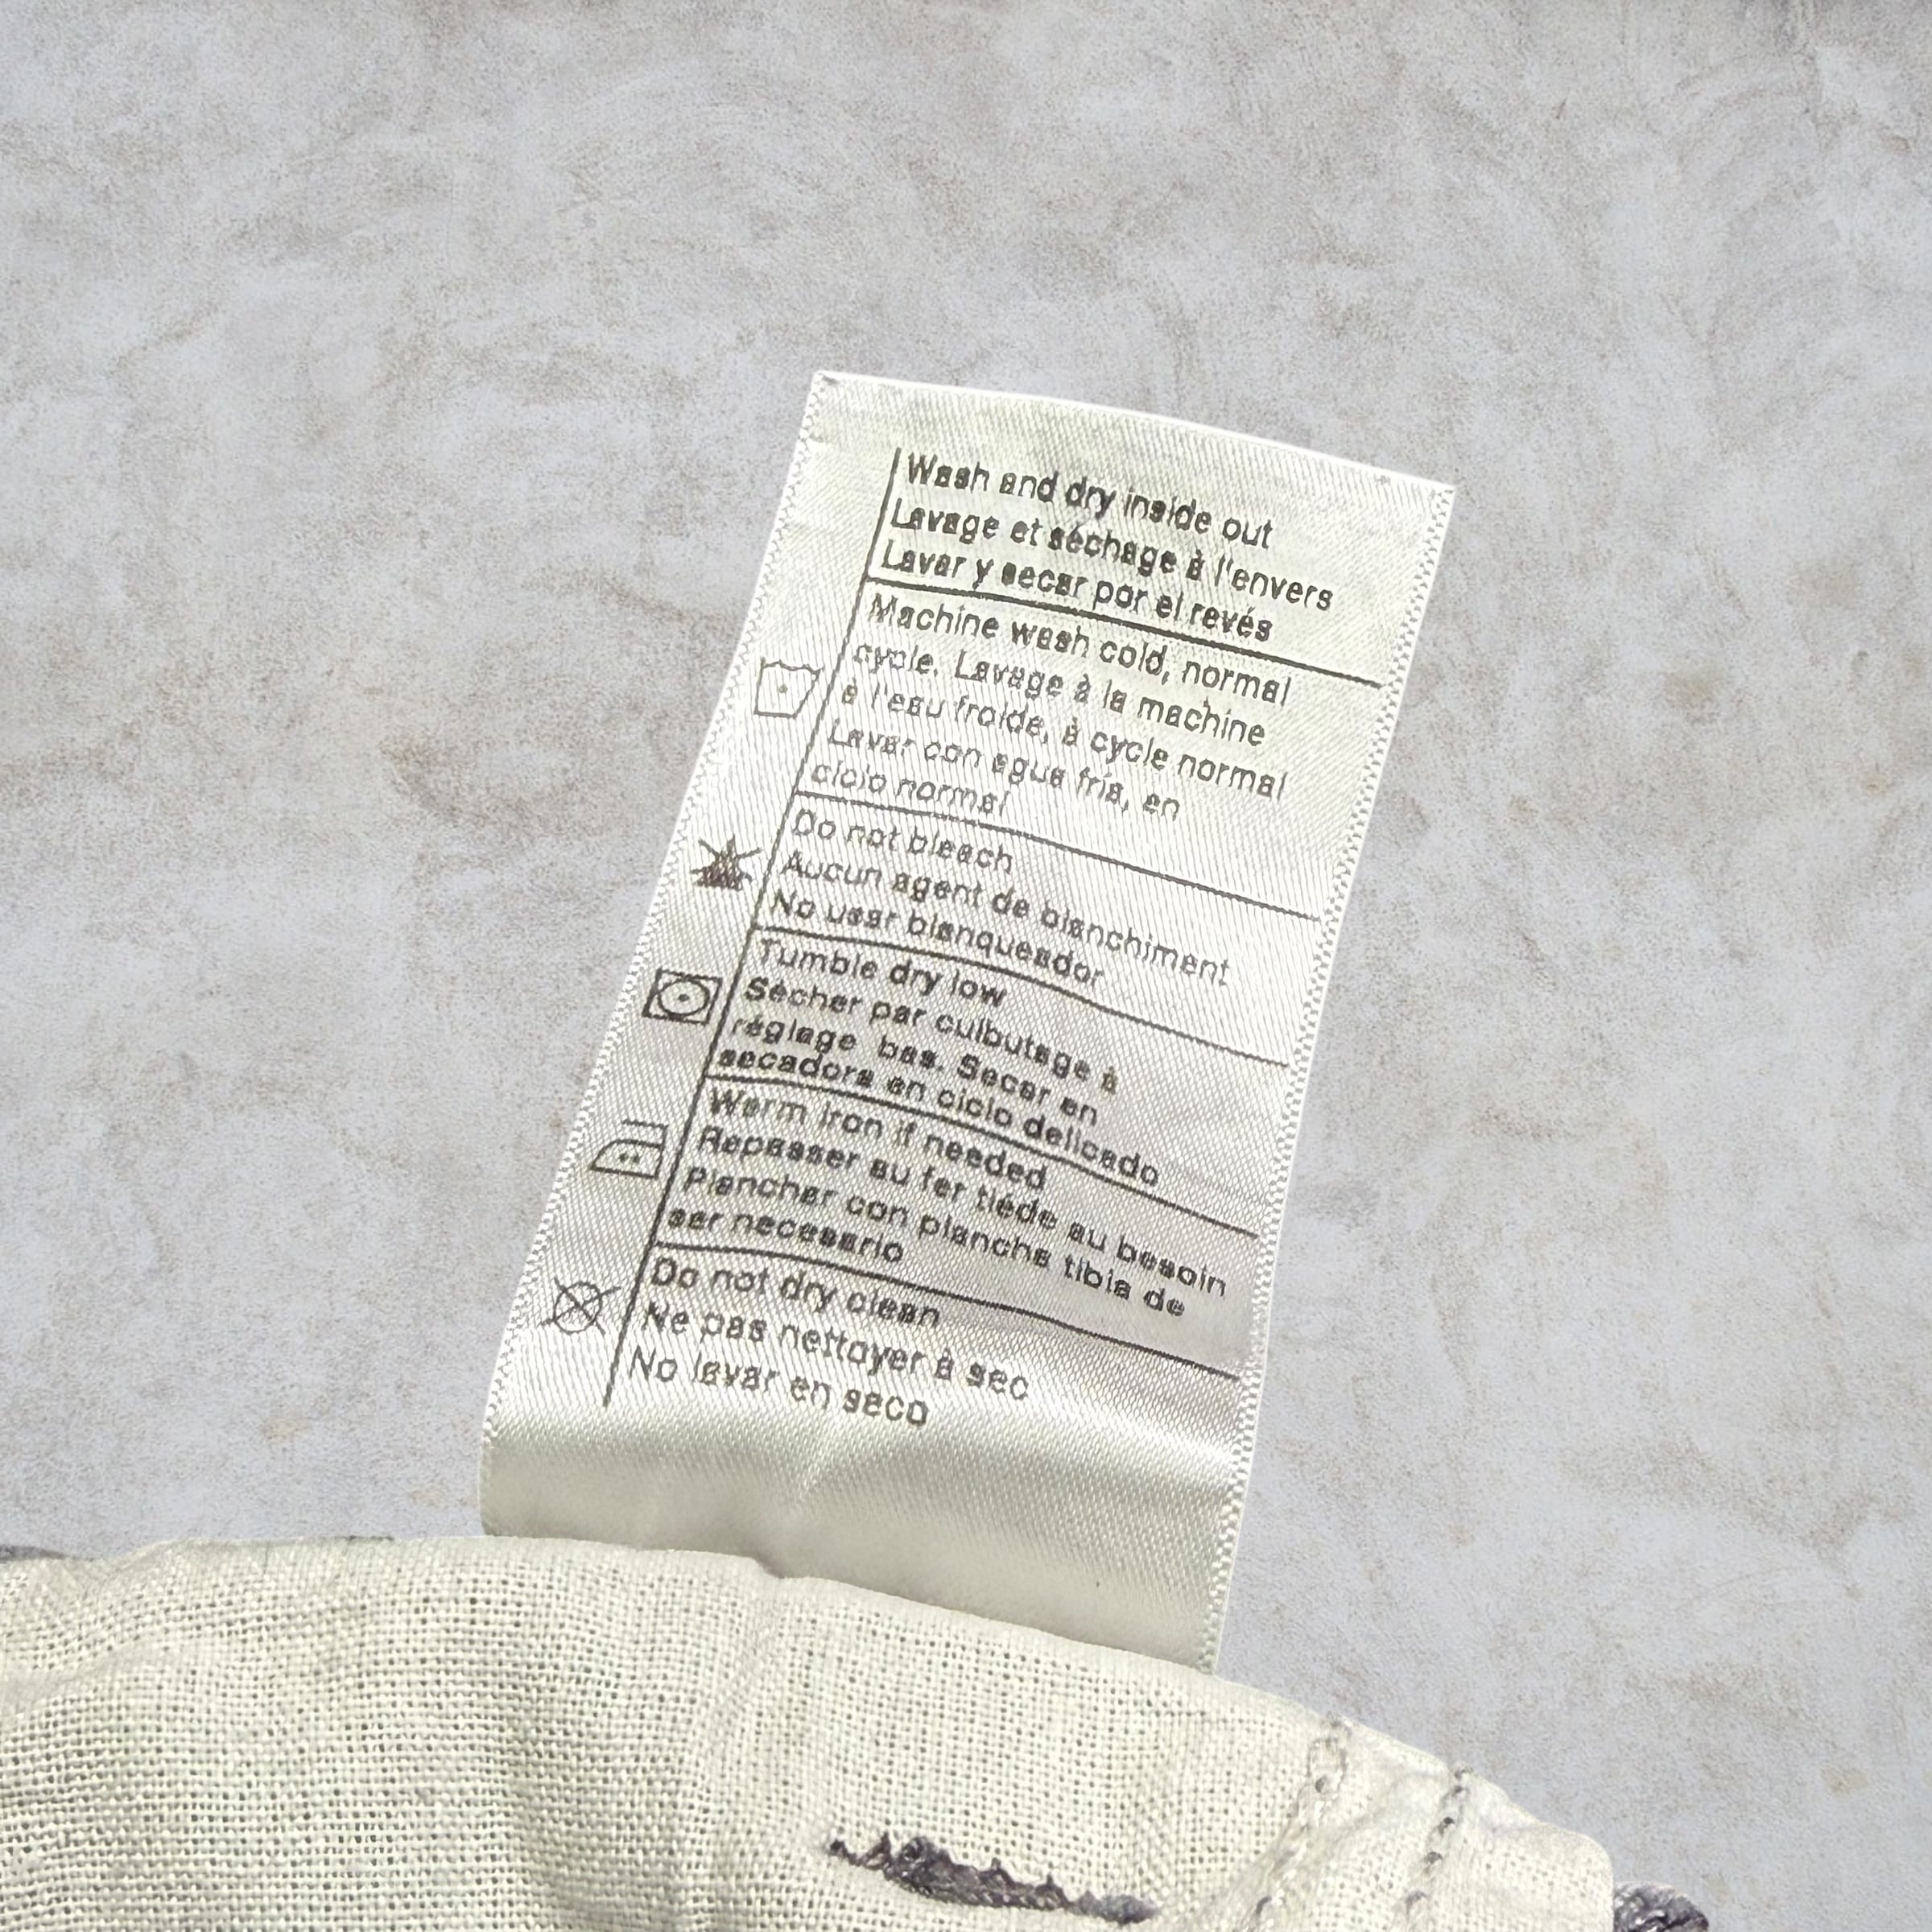 Wash and dry inside out
Lavage et séchage à l'envers
Lavar y secar por el revés
Machine wash cold, normal
cycle. Lavage à la machine
à l'eau froide, à cycle normal
Lavar con agua fría, en
ciclo normal
Do not bleach
Aucun agent de blanchiment
No usar blanqueador
Tumble dry low
Sécher par culbutage à
réglage bas. Secar en
secadora en ciclo delicado
Warm iron if needed
Repasser au fer tiéde au besoin
Planchar con plancha tibia de
ser necesario
Do not dry clean
Ne pas nettoyer à sec
No lavar en seco